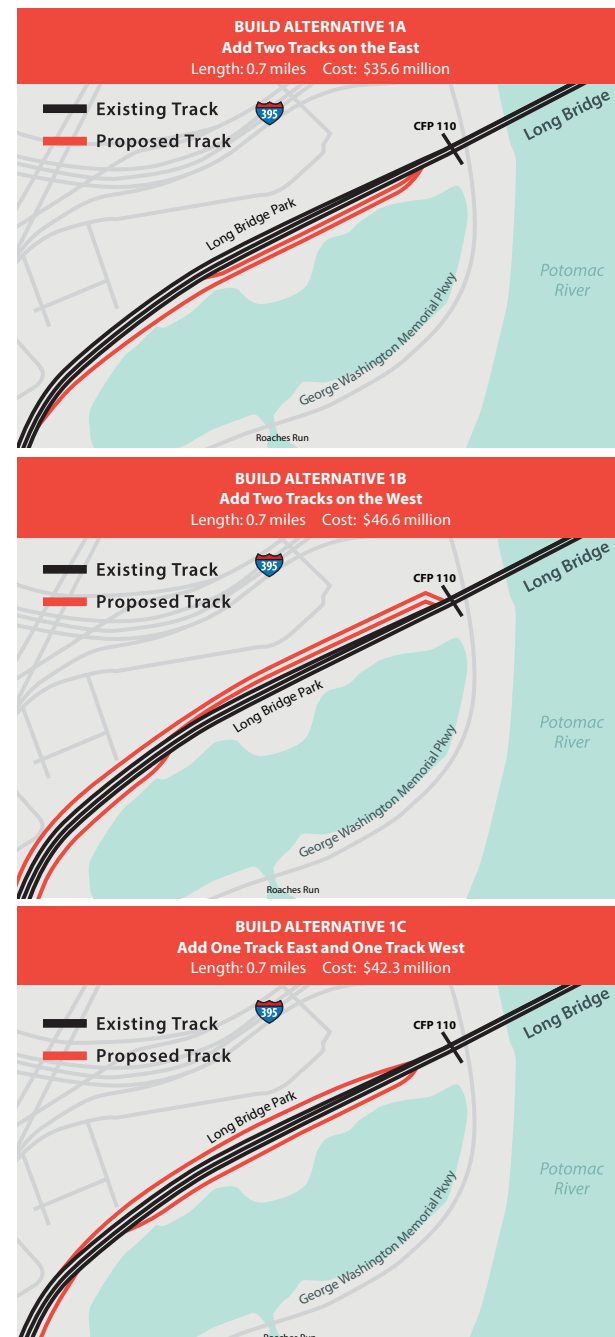 BUILD ALTERNATIVE 1A
Add Two Tracks on the East
Length: 0.7 miles Cost: $35.6 million
Existing Track
395
Proposed Track
CFP 110
Long Bridge
Long Bridge Park
Potomac
River
George Washington Memorial Pkwy
Roaches Run
BUILD ALTERNATIVE 1B
Add Two Tracks on the West
Length: 0.7 miles Cost: $46.6 million
Existing Track
395
Proposed Track
CFP 110
Long Bridge
Long Bridge Park
Potomac
River
George Washington Memorial Pkwy
Roaches Run
BUILD ALTERNATIVE 1C
Add One Track East and One Track West
Length: 0.7 miles Cost: $42.3 million
Existing Track
395
Proposed Track
CFP 110
Long Bridge
Long Bridge Park
Potomac
River
George Washington Memorial Pkwy
Roaches Run